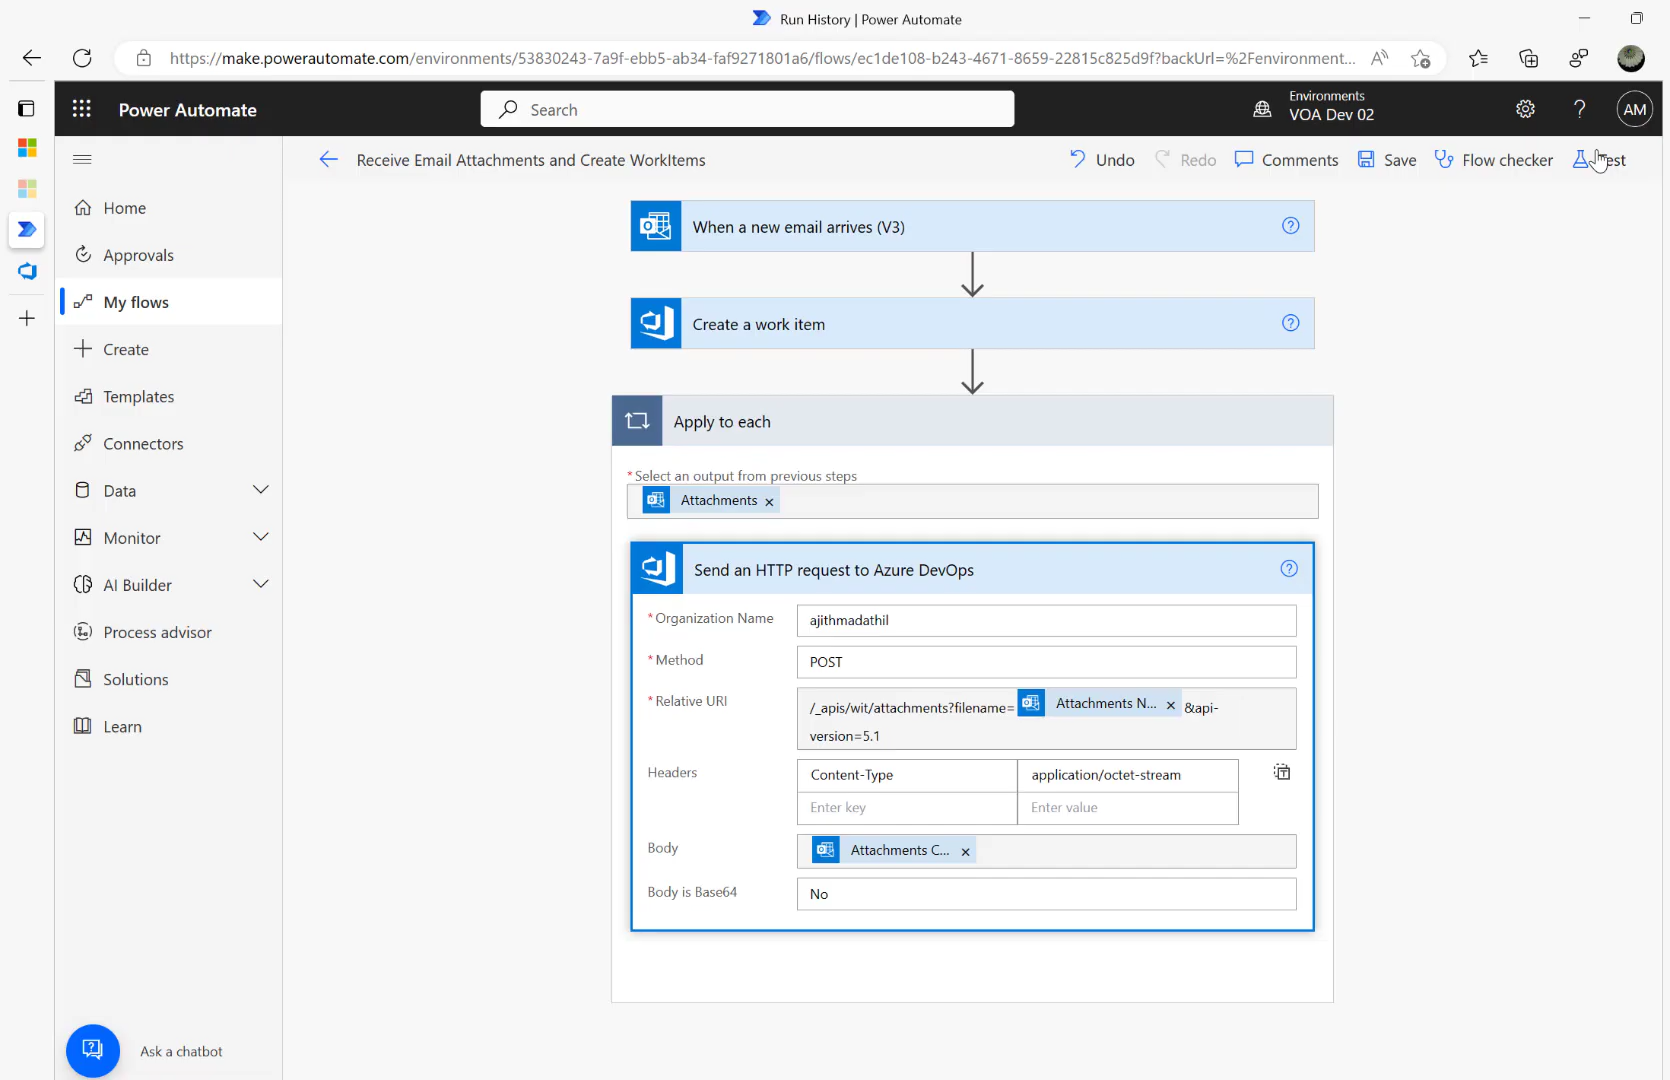 Run History | Power Automate
https://make.powerautomate.com/environments/53830243-7a9f-ebb5-ab34-faf9271801a6/flows/ec1de108-b243-4671-8659-22815c825d9f?backUrl=%2Fenvironment...
Power Automate
Search
Environments
VOA Dev 02
?
AM
Receive Email Attachments and Create WorkItems
Undo
Redo
Comments
Save
Flow checker
Home
Approvals
My flows
Create
Templates
Connectors
Data
Monitor
AI Builder
Process advisor
Solutions
Learn
Ask a chatbot
When a new email arrives (V3)
Create a work item
Apply to each
*Select an output from previous steps
Attachments ×
Send an HTTP request to Azure DevOps
*Organization Name
ajithmadathil
*Method
POST
*Relative URI
/_apis/wit/attachments?filename= Attachments N... × &api-
version=5.1
Headers
Content-Type
application/octet-stream
Enter key
Enter value
Body
Attachments C... ×
Body is Base64
No